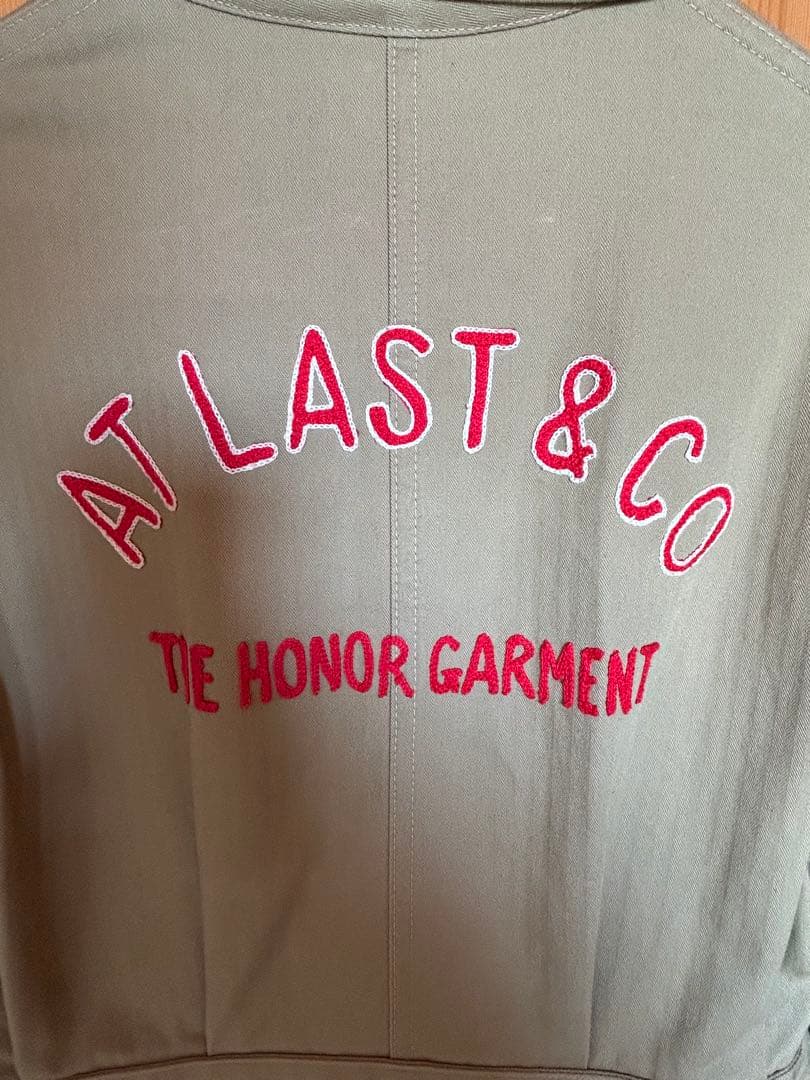 AT LAST & CO
THE HONOR GARMENT